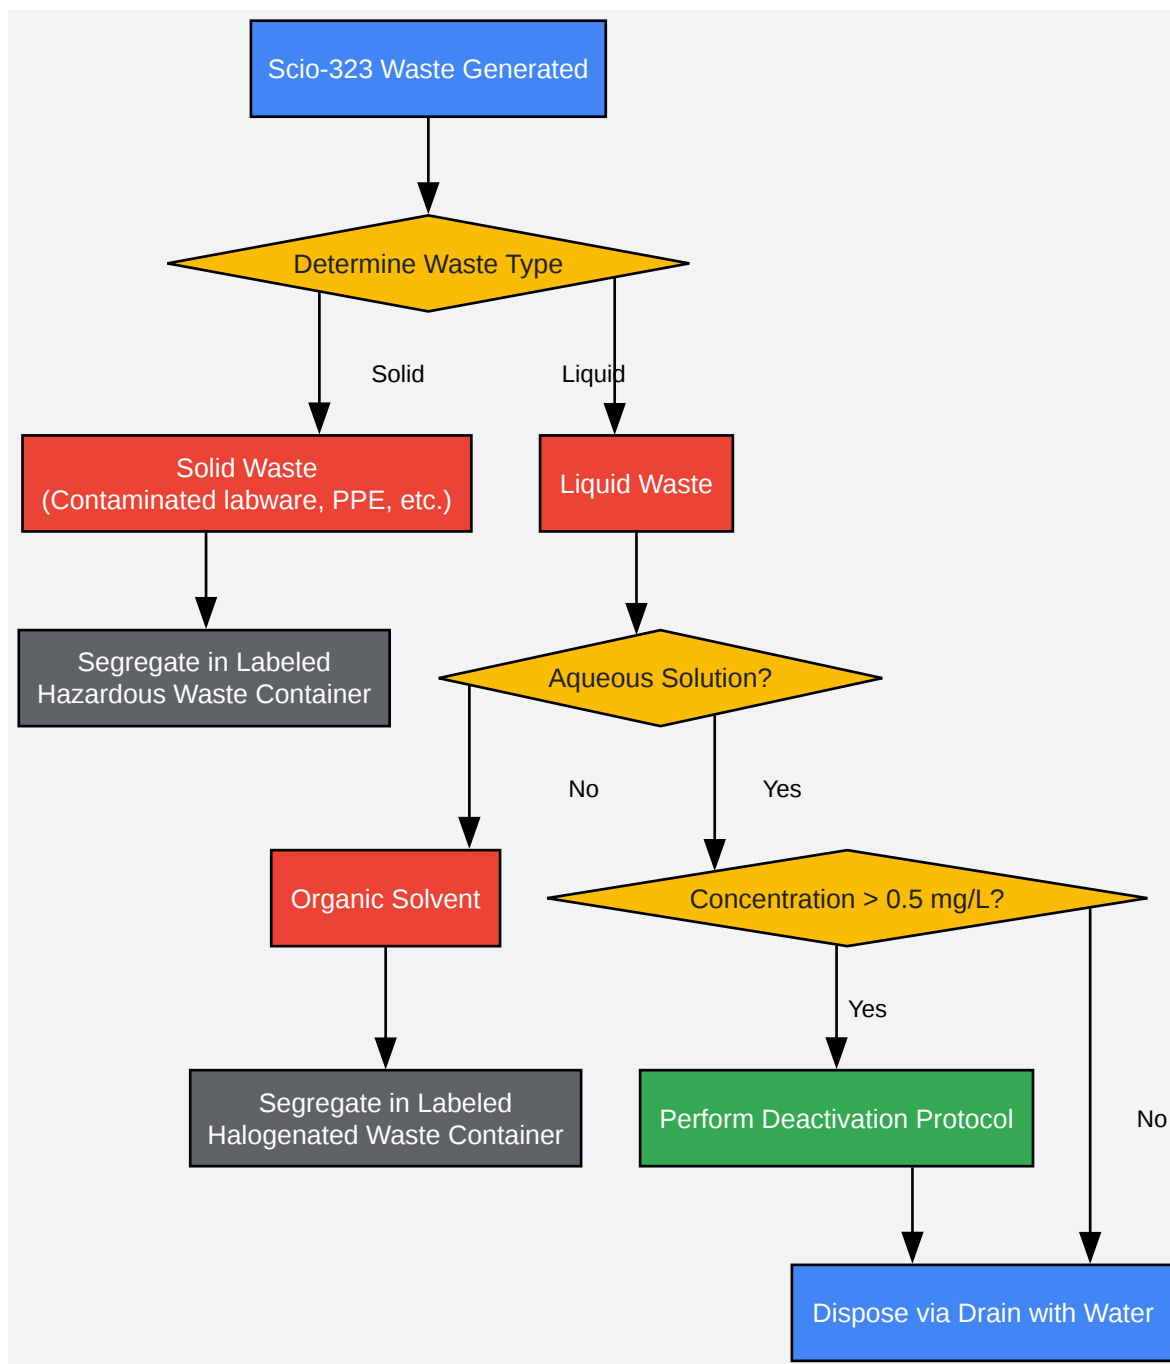 Scio-323 Waste Generated
Determine Waste Type
Solid
Liquid
Solid Waste
(Contaminated labware, PPE, etc.)
Liquid Waste
Segregate in Labeled
Hazardous Waste Container
Aqueous Solution?
No
Yes
Organic Solvent
Concentration > 0.5 mg/L?
Yes
Segregate in Labeled
Halogenated Waste Container
Perform Deactivation Protocol
No
Dispose via Drain with Water